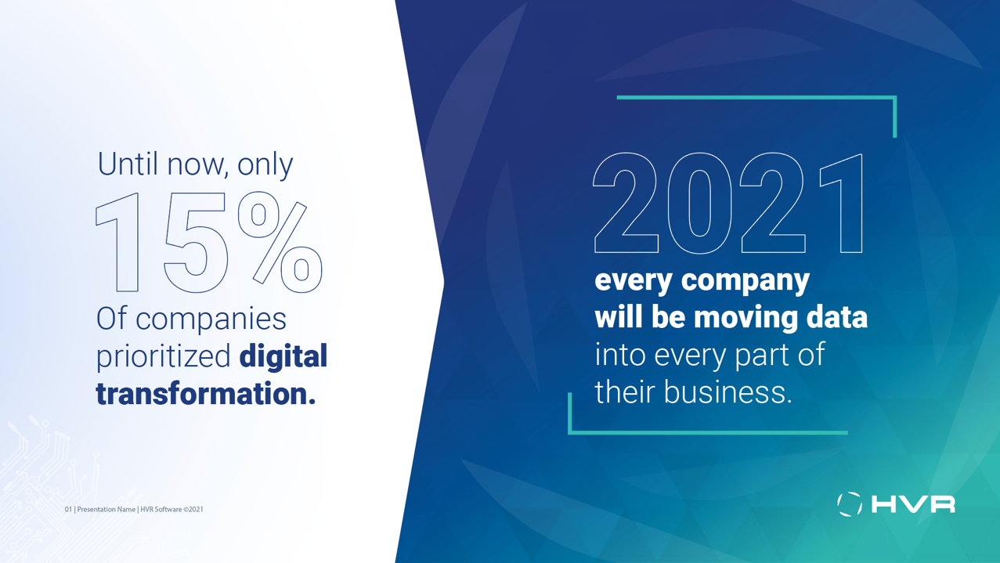 Until now, only
15%
Of companies
prioritized digital
transformation.
2021
every company
will be moving data
into every part of
their business.
01 | Presentation Name | HVR Software ©2021
HVR